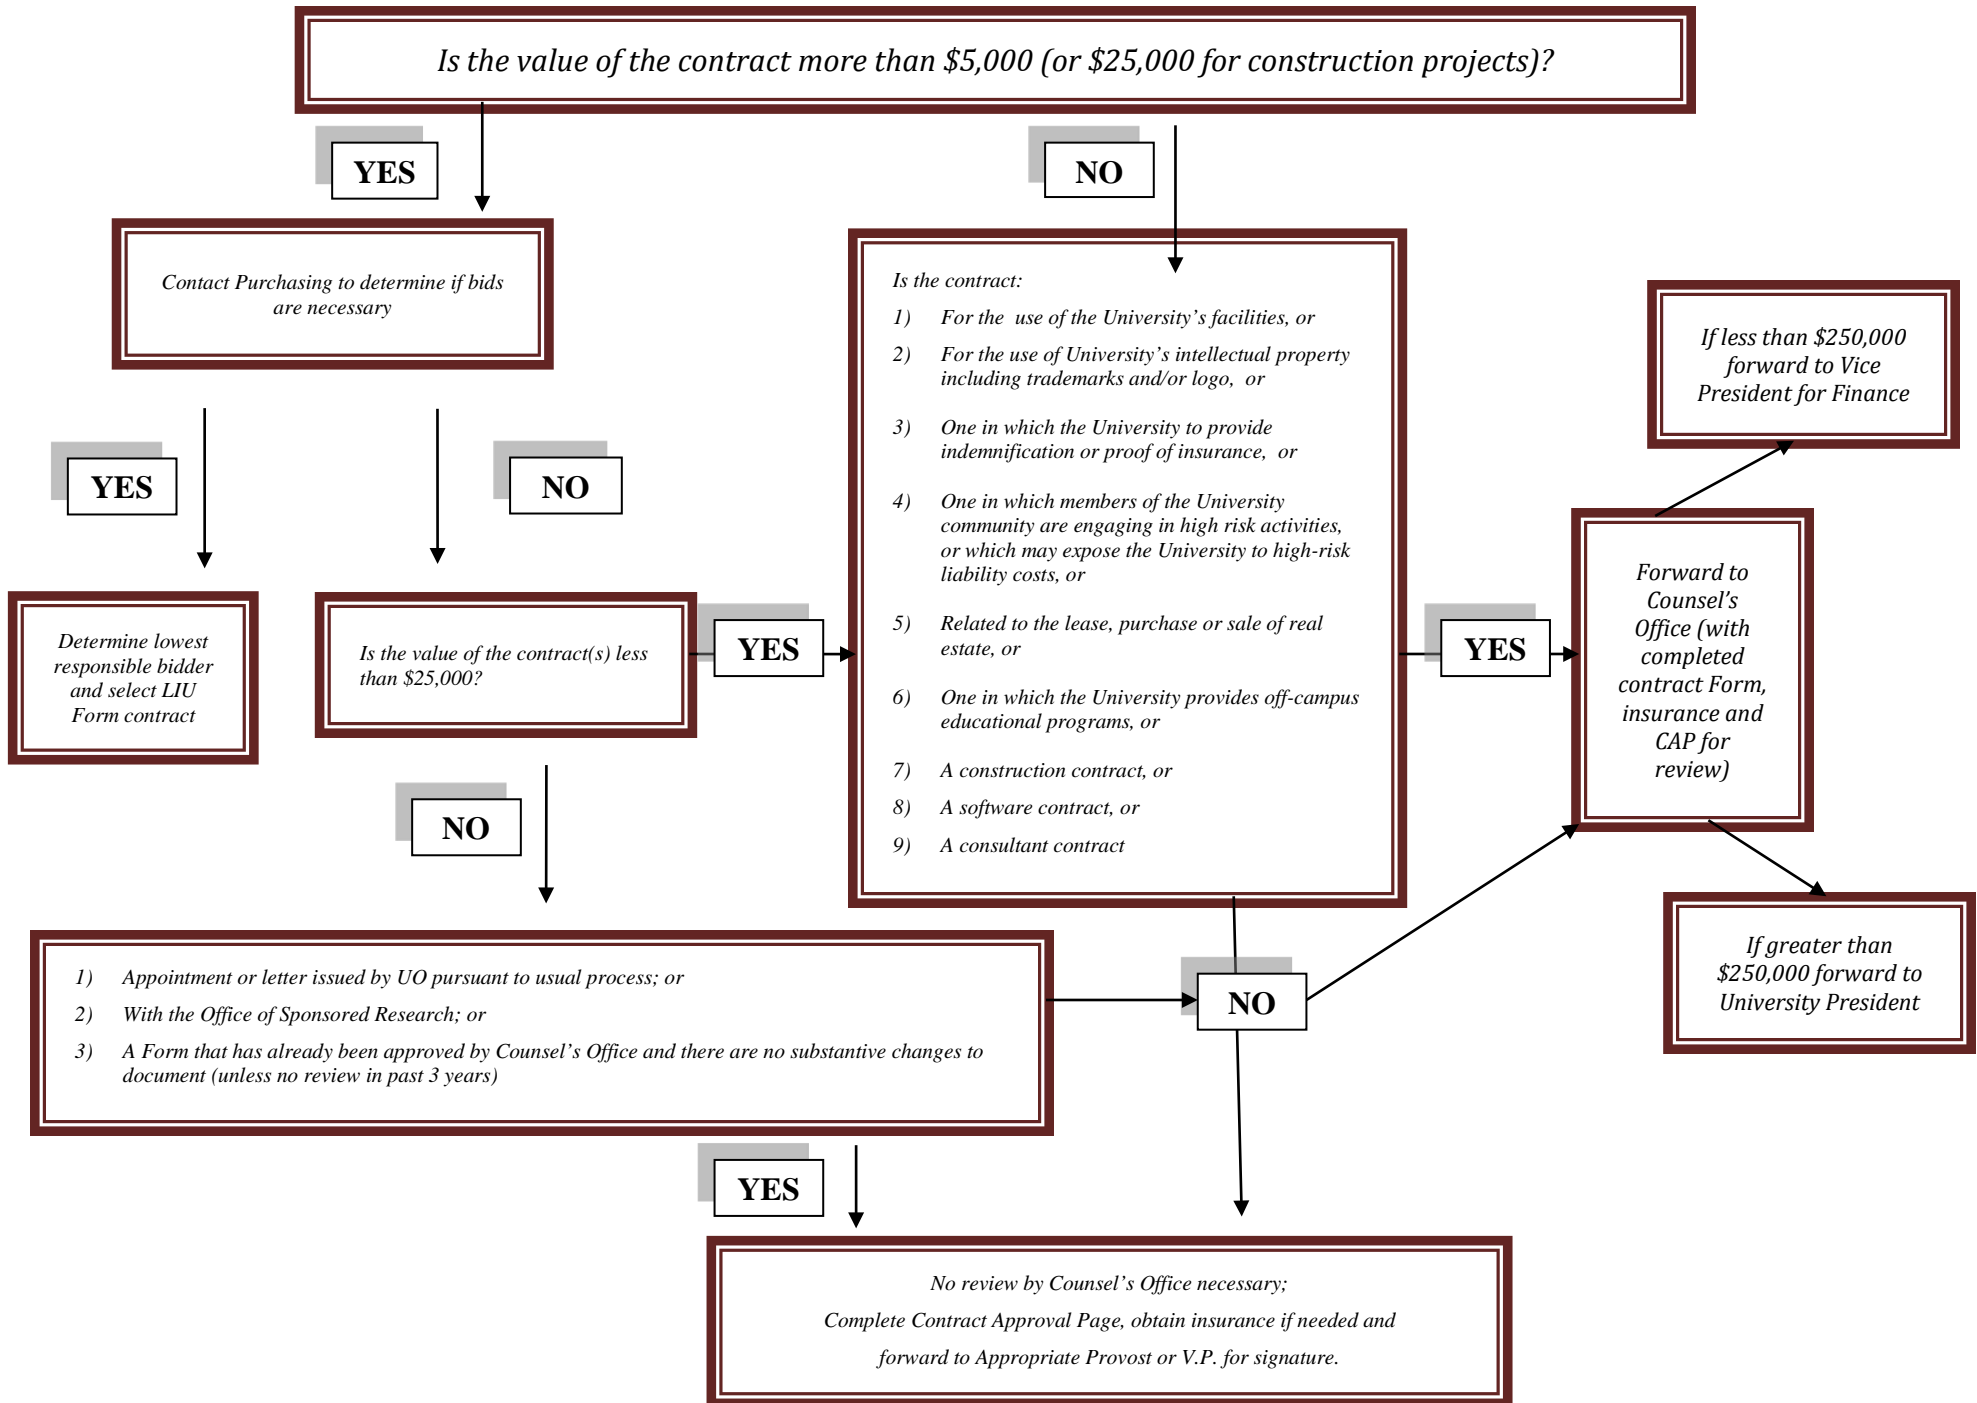 Is the value of the contract more than $5,000 (or $25,000 for construction projects)?
YES
NO
Contact Purchasing to determine if bids
are necessary
YES
NO
Determine lowest
responsible bidder
and select LIU
Form contract
Is the value of the contract(s) less
than $25,000?
YES
NO
Is the contract:
1) For the use of the University's facilities, or
2) For the use of University's intellectual property
including trademarks and/or logo, or
3) One in which the University to provide
indemnification or proof of insurance, or
4) One in which members of the University
community are engaging in high risk activities,
or which may expose the University to high-risk
liability costs, or
5) Related to the lease, purchase or sale of real
estate, or
6) One in which the University provides off-campus
educational programs, or
7) A construction contract, or
8) A software contract, or
9) A consultant contract
YES
If less than $250,000
forward to Vice
President for Finance
Forward to
Counsel's
Office (with
completed
contract Form,
insurance and
CAP for
review)
If greater than
$250,000 forward to
University President
1) Appointment or letter issued by UO pursuant to usual process; or
2) With the Office of Sponsored Research; or
3) A Form that has already been approved by Counsel's Office and there are no substantive changes to
document (unless no review in past 3 years)
NO
YES
No review by Counsel's Office necessary;
Complete Contract Approval Page, obtain insurance if needed and
forward to Appropriate Provost or V.P. for signature.